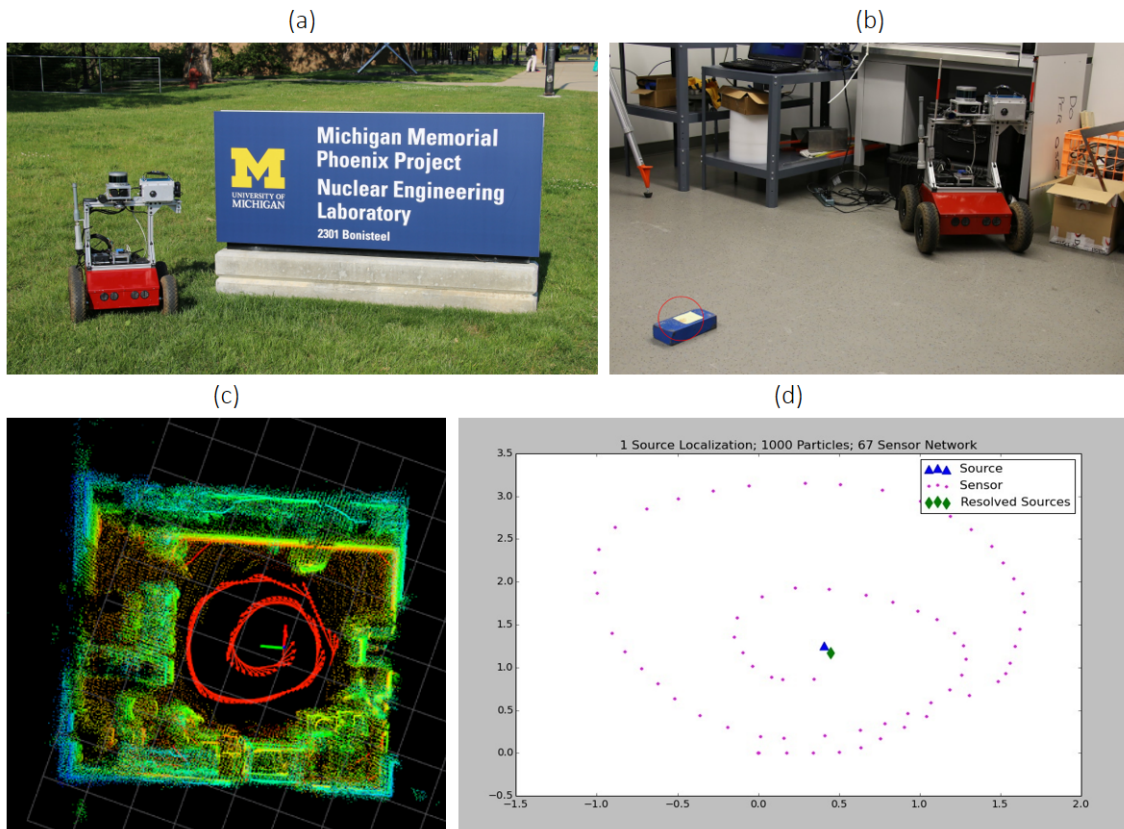 (a)
(b)
Michigan Memorial
Phoenix Project
Nuclear Engineering
Laboratory
2301 Bonisteel
M
UNIVERSITY OF
MICHIGAN
(c)
(d)
1 Source Localization; 1000 Particles; 67 Sensor Network
Source
Sensor
Resolved Sources
3.5
3.0
2.5
2.0
1.5
1.0
0.5
0.0
−0.5
−1.5
−1.0
−0.5
0.0
0.5
1.0
1.5
2.0